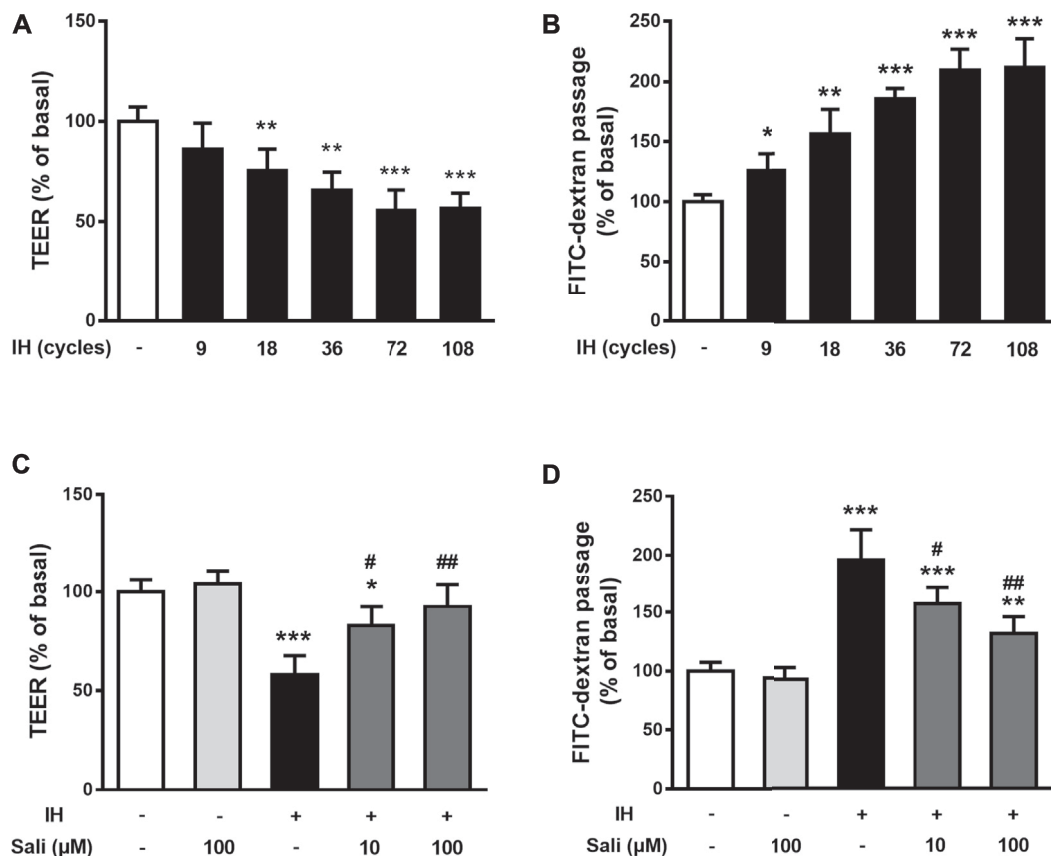 A
TEER (% of basal)
150
100
50
0
** ** *** ***
IH (cycles) - 9 18 36 72 108
B
FITC-dextran passage
(% of basal)
250
200
150
100
50
0
* ** *** *** ***
IH (cycles) - 9 18 36 72 108
C
TEER (% of basal)
150
100
50
0
# ##
*** *
IH - - + + +
Sali (µM) - 100 - 10 100
D
FITC-dextran passage
(% of basal)
250
200
150
100
50
0
# ##
*** *** **
IH - - + + +
Sali (µM) - 100 - 10 100